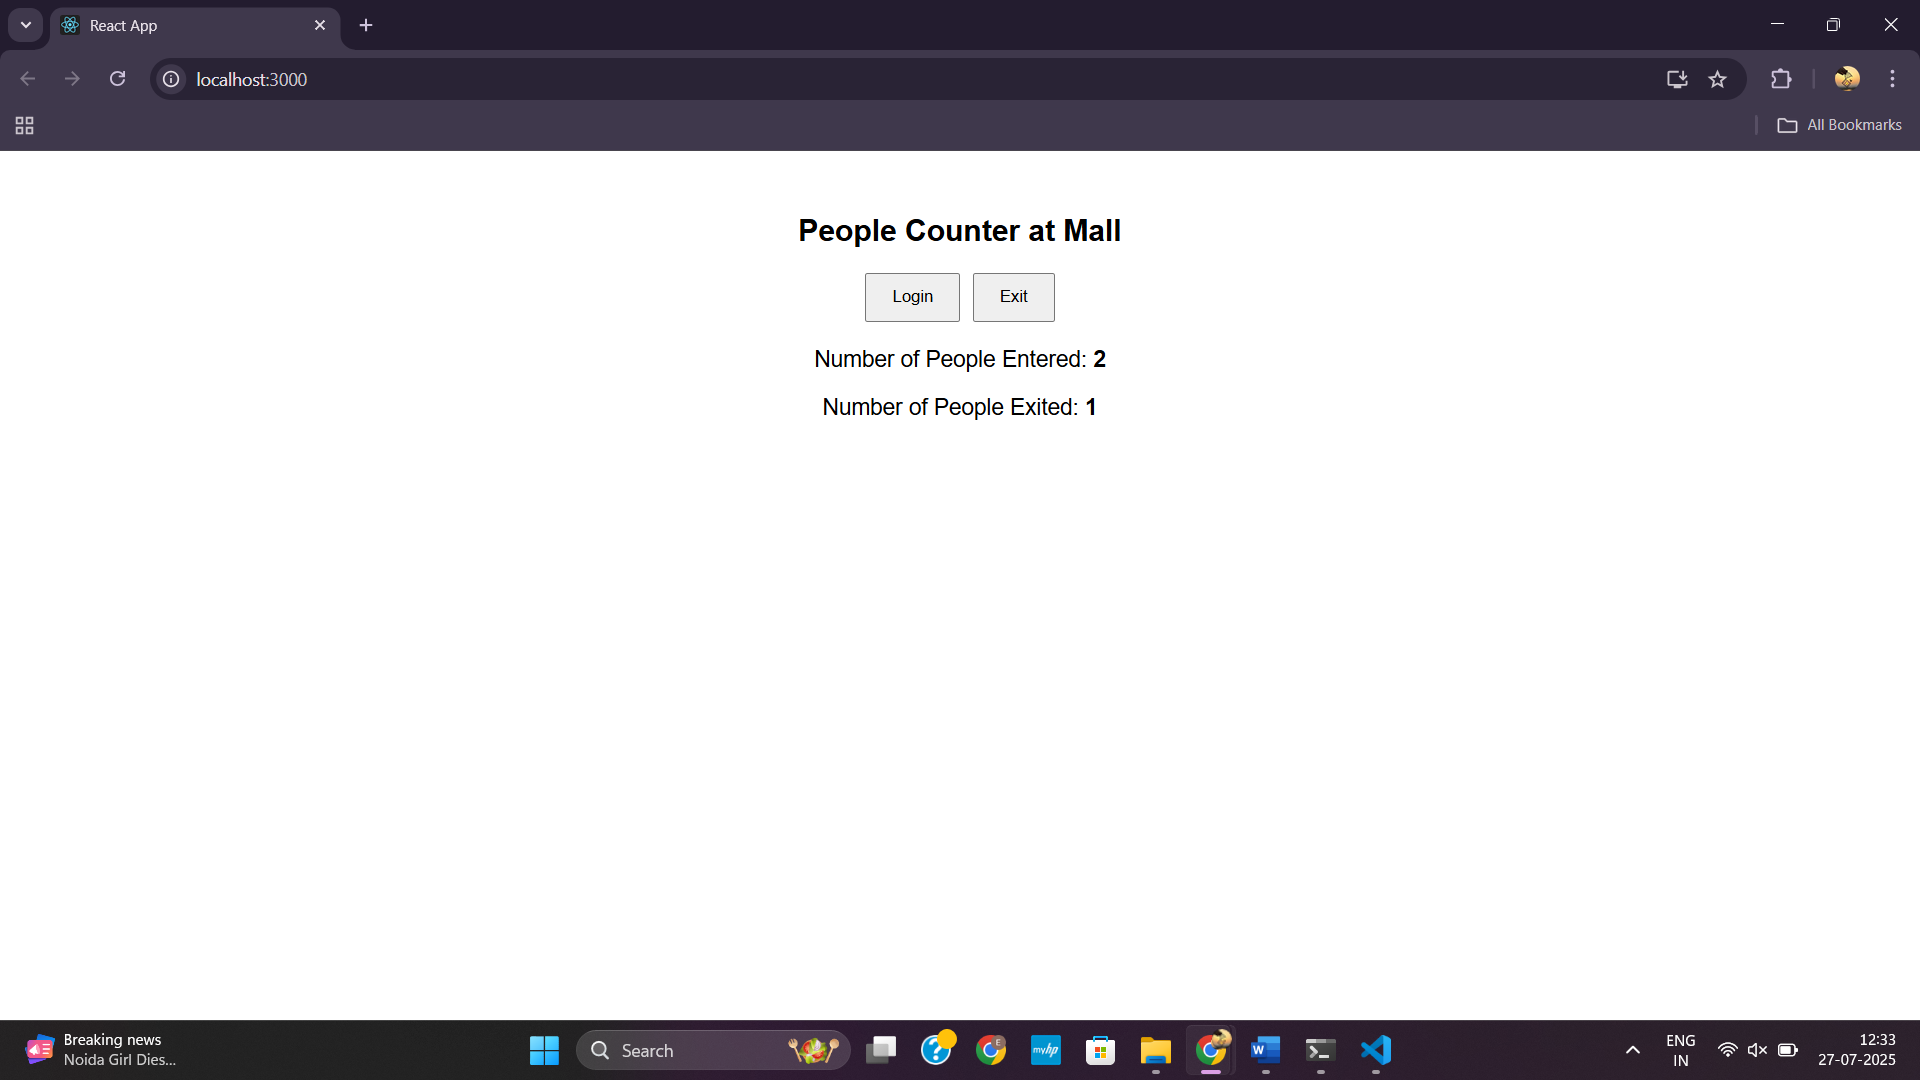 React App
localhost:3000
All Bookmarks
People Counter at Mall
Login Exit
Number of People Entered: 2
Number of People Exited: 1
Breaking news
Noida Girl Dies...
Search
E
myhp
W
ENG
IN
12:33
27-07-2025